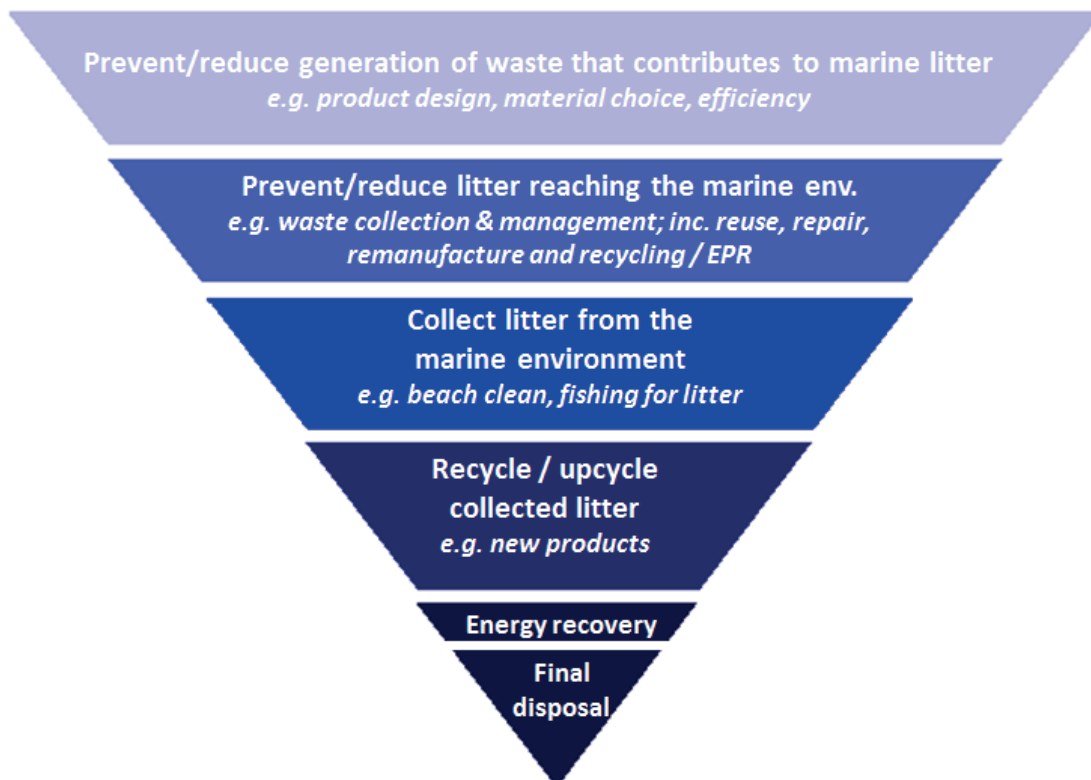 Prevent/reduce generation of waste that contributes to marine litter
e.g. product design, material choice, efficiency
Prevent/reduce litter reaching the marine env.
e.g. waste collection & management; inc. reuse, repair,
remanufacture and recycling / EPR
Collect litter from the
marine environment
e.g. beach clean, fishing for litter
Recycle / upcycle
collected litter
e.g. new products
Energy recovery
Final
disposal